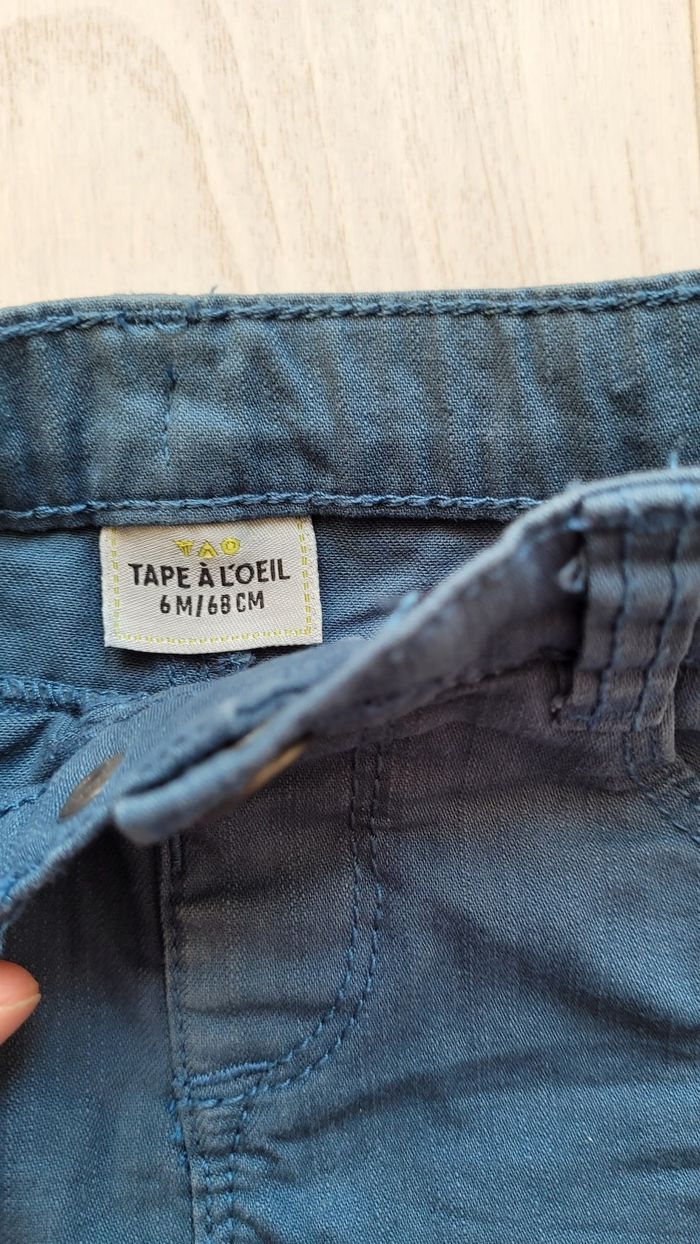 TAO
TAPE À L'OEIL
6M/68CM